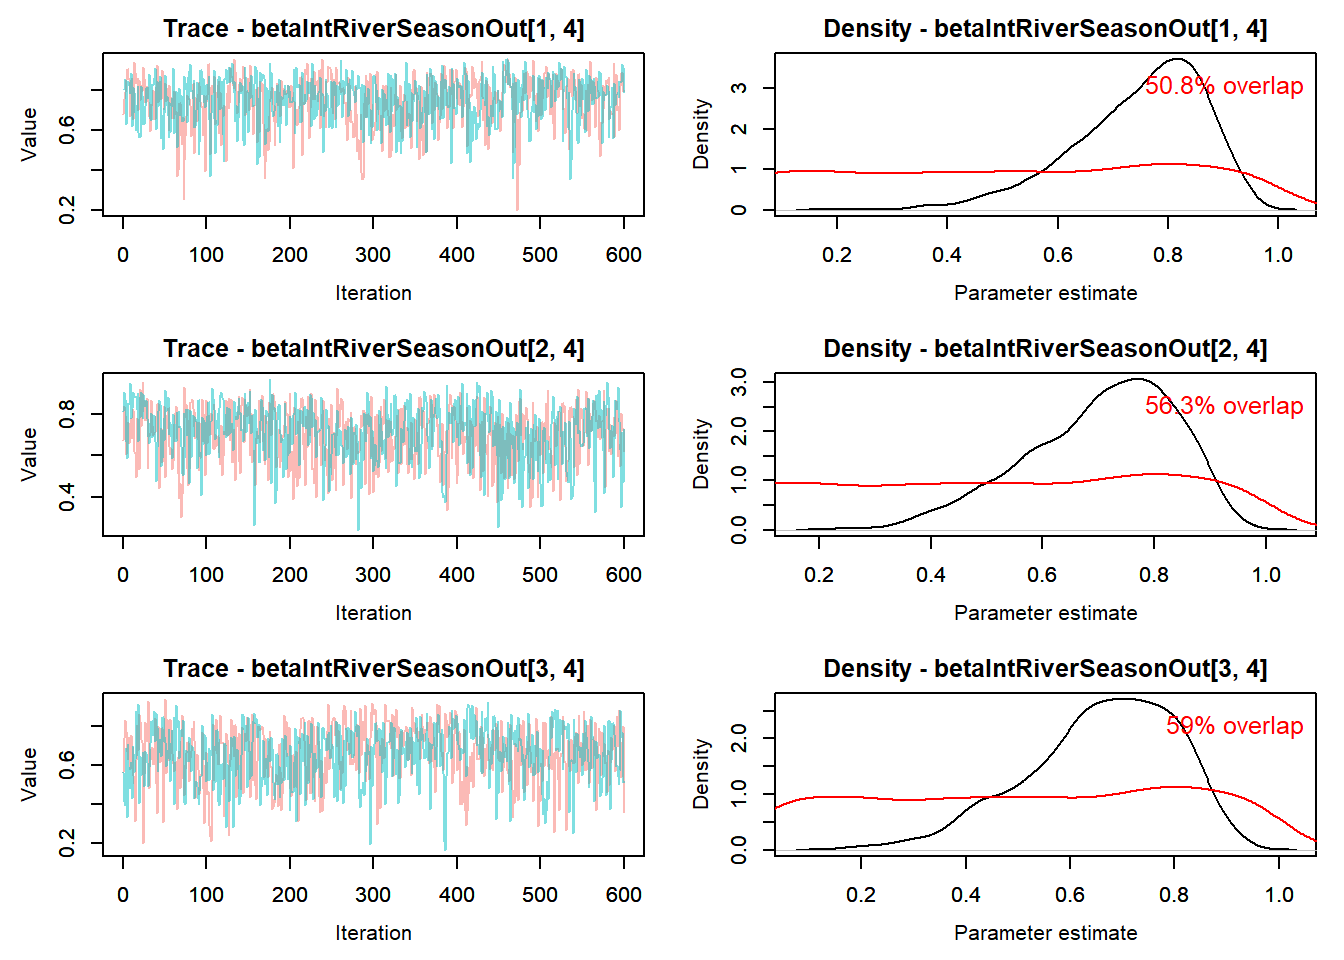 Trace - betaIntRiverSeasonOut[1, 4]
Value
0.2
0.6
0 100 200 300 400 500 600
Iteration
Density - betaIntRiverSeasonOut[1, 4]
50.8% overlap
Density
0 1 2 3
0.2 0.4 0.6 0.8 1.0
Parameter estimate
Trace - betaIntRiverSeasonOut[2, 4]
Value
0.4
0.8
0 100 200 300 400 500 600
Iteration
Density - betaIntRiverSeasonOut[2, 4]
56.3% overlap
Density
0.0 1.0 2.0 3.0
0.2 0.4 0.6 0.8 1.0
Parameter estimate
Trace - betaIntRiverSeasonOut[3, 4]
Value
0.2
0.6
0 100 200 300 400 500 600
Iteration
Density - betaIntRiverSeasonOut[3, 4]
59% overlap
Density
0.0 1.0 2.0
0.2 0.4 0.6 0.8 1.0
Parameter estimate